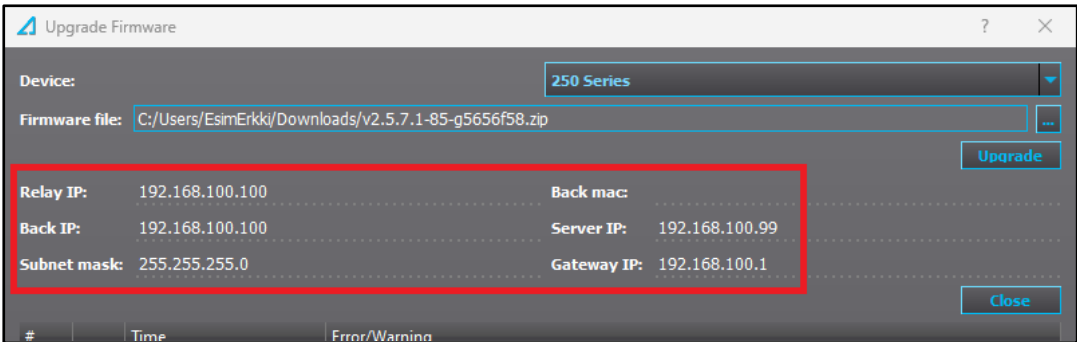 Upgrade Firmware ? ×
Device: 250 Series
Firmware file: C:/Users/EsimErkki/Downloads/v2.5.7.1-85-g5656f58.zip ...
Upgrade
Relay IP: 192.168.100.100 Back mac:
Back IP: 192.168.100.100 Server IP: 192.168.100.99
Subnet mask: 255.255.255.0 Gateway IP: 192.168.100.1
Close
# Time Error/Warning